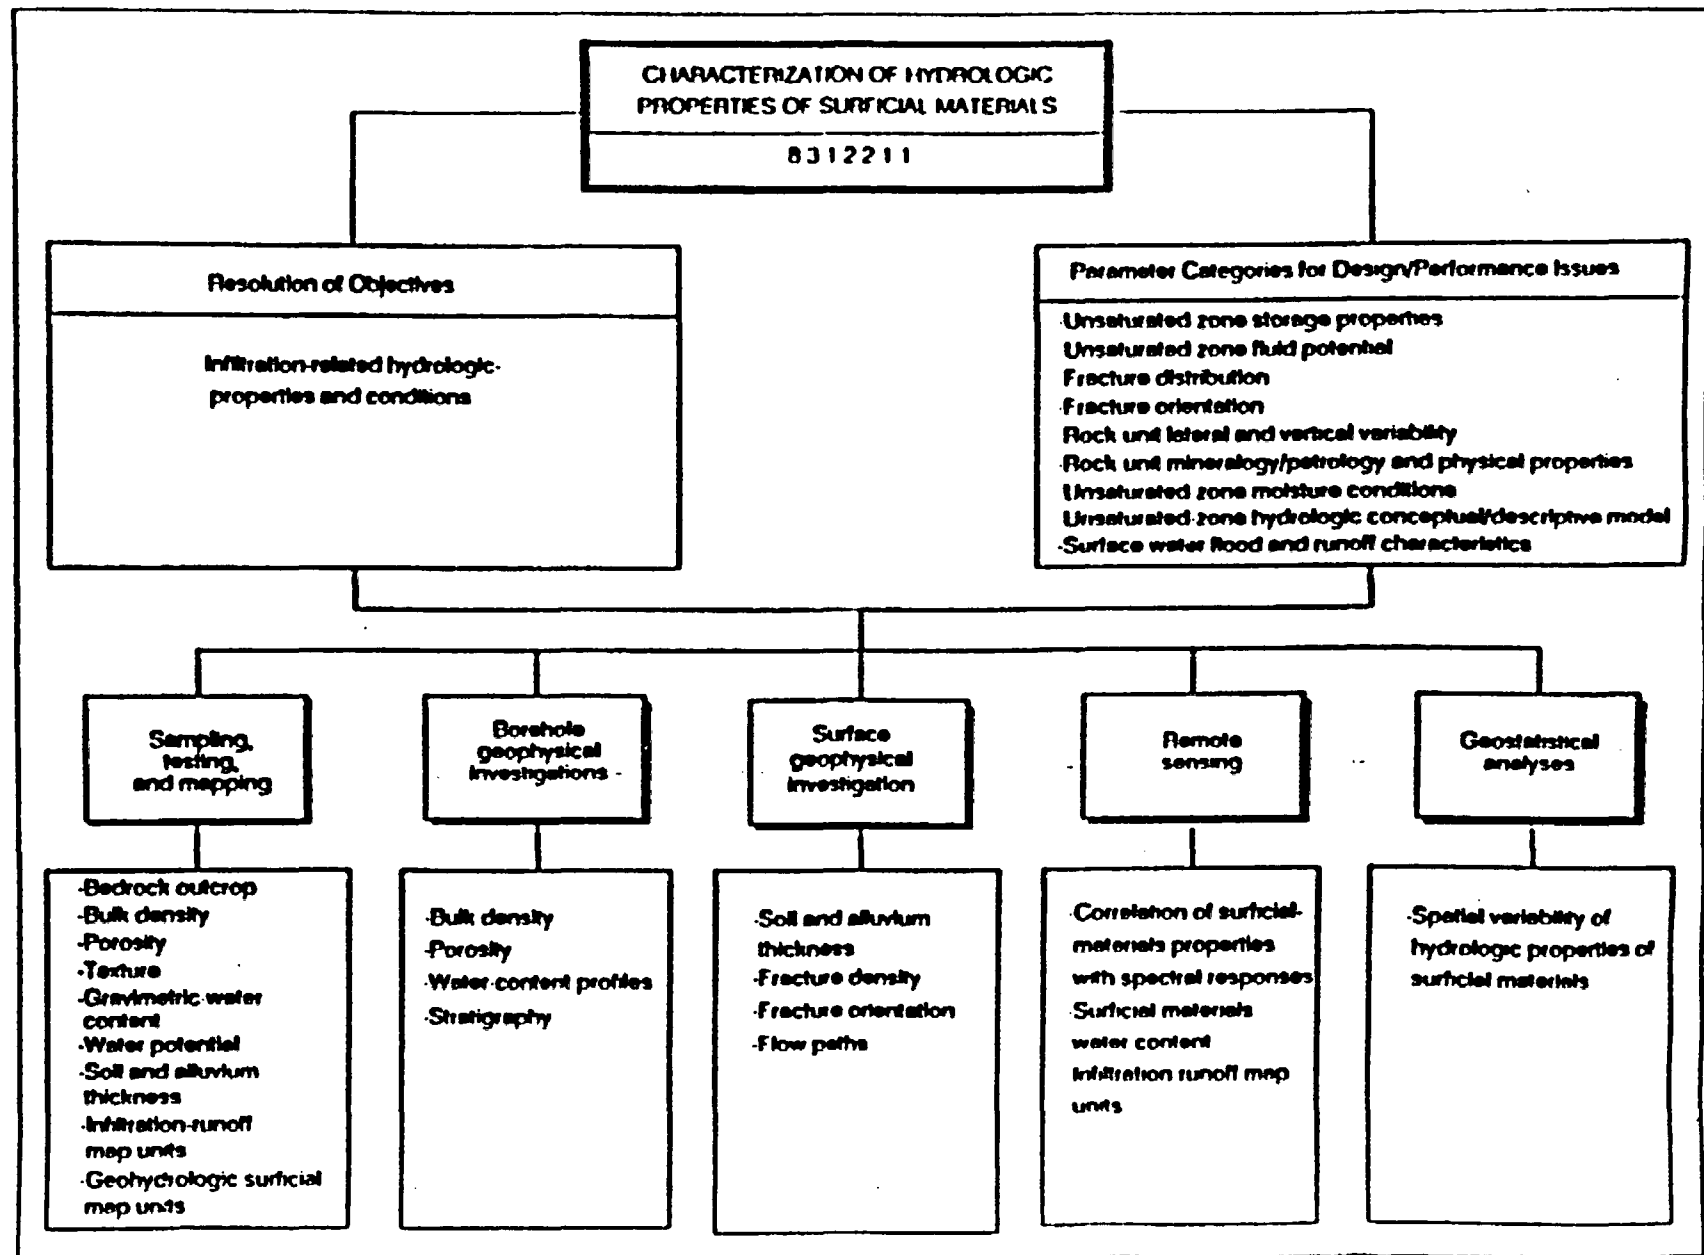 CHARACTERIZATION OF HYDROLOGIC
PROPERTIES OF SURFICIAL MATERIALS
8312211
Resolution of Objectives
Infiltration-related hydrologic-
properties and conditions
Parameter Categories for Design/Performance Issues
·Unsaturated zone storage properties
Unsaturated zone fluid potential
Fracture distribution
·Fracture orientation
Rock unit lateral and vertical variability
·Rock unit mineralogy/petrology and physical properties
Unsaturated zone moisture conditions
Unsaturated-zone hydrologic conceptual/descriptive model
·Surface water flood and runoff characteristics
Sampling,
testing,
and mapping
Borehole
geophysical
investigations
Surface
geophysical
investigation
Remote
sensing
Geostatistical
analyses
-Bedrock outcrop
-Bulk density
-Porosity
-Texture
-Gravimetric water
content
-Water potential
-Soil and alluvium
thickness
-Infiltration-runoff
map units
·Geohydrologic surficial
map units
·Bulk density
-Porosity
-Water-content profiles
-Stratigraphy
·Soil and alluvium
thickness
-Fracture density
·Fracture orientation
-Flow paths
·Correlation of surficial-
materials properties
with spectral responses
·Surficial materials
water content
Infiltration runoff map
units
·Spatial variability of
hydrologic properties of
surficial materials